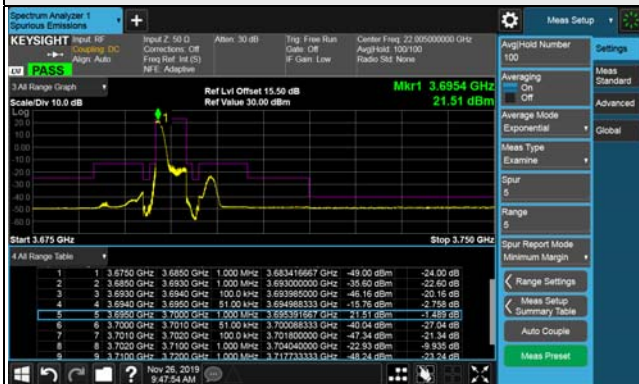 Spectrum Analyzer 1
Spurious Emissions
Meas Setup
KEYSIGHT
Input: RF
Coupling: DC
Align: Auto
Input Z: 50 Ω
Corrections: Off
Freq Ref: Int (S)
NFE: Adaptive
Atten: 30 dB
Trig: Free Run
Gate: Off
IF Gain: Low
Center Freq: 22.005000000 GHz
Avg|Hold: 100/100
Radio Std: None
PASS
3 All Range Graph
Scale/Div 10.0 dB
Ref Lvl Offset 15.50 dB
Ref Value 30.00 dBm
Mkr1 3.6954 GHz
21.51 dBm
Log
20.0
10.0
0.00
-10.0
-20.0
-30.0
-40.0
-50.0
-60.0
1
Start 3.675 GHz
Stop 3.750 GHz
4 All Range Table
1 1 3.6750 GHz 3.6850 GHz 1.000 MHz 3.683416667 GHz -49.00 dBm -24.00 dB
2 2 3.6850 GHz 3.6930 GHz 1.000 MHz 3.693000000 GHz -35.60 dBm -22.60 dB
3 3 3.6930 GHz 3.6940 GHz 100.0 kHz 3.693985000 GHz -46.16 dBm -20.16 dB
4 4 3.6940 GHz 3.6950 GHz 51.00 kHz 3.694988333 GHz -15.76 dBm -2.758 dB
5 5 3.6950 GHz 3.7000 GHz 1.000 MHz 3.695391667 GHz 21.51 dBm -1.489 dB
6 6 3.7000 GHz 3.7010 GHz 51.00 kHz 3.700088333 GHz -40.04 dBm -27.04 dB
7 7 3.7010 GHz 3.7020 GHz 100.0 kHz 3.701800000 GHz -47.34 dBm -21.34 dB
8 8 3.7020 GHz 3.7100 GHz 1.000 MHz 3.704040000 GHz -22.93 dBm -9.935 dB
9 9 3.7100 GHz 3.7200 GHz 1.000 MHz 3.717733333 GHz -48.24 dBm -23.24 dB
Avg|Hold Number
100
Averaging
On
Off
Average Mode
Exponential
Meas Type
Examine
Spur
5
Range
5
Spur Report Mode
Minimum Margin
Range Settings
Meas Setup
Summary Table
Auto Couple
Meas Preset
Settings
Meas
Standard
Advanced
Global
Nov 26, 2019
9:47:54 AM